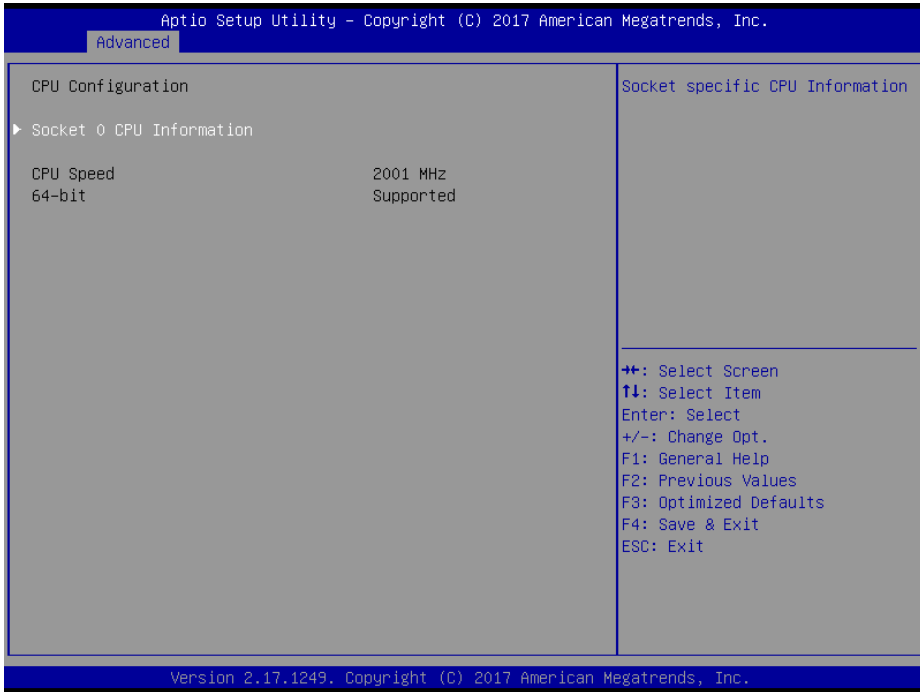 Aptio Setup Utility – Copyright (C) 2017 American Megatrends, Inc.
Advanced
CPU Configuration
Socket 0 CPU Information
CPU Speed 2001 MHz
64-bit Supported
Socket specific CPU Information
→←: Select Screen
↑↓: Select Item
Enter: Select
+/-: Change Opt.
F1: General Help
F2: Previous Values
F3: Optimized Defaults
F4: Save & Exit
ESC: Exit
Version 2.17.1249. Copyright (C) 2017 American Megatrends, Inc.